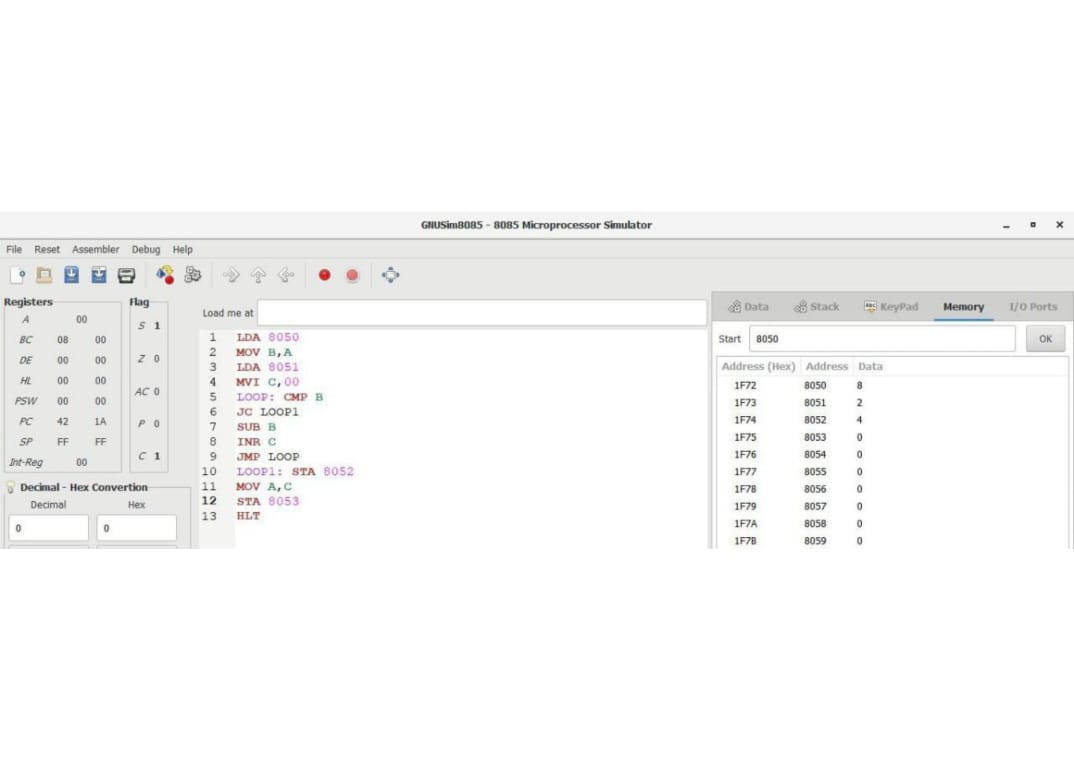 GNUSim8085 - 8085 Microprocessor Simulator
File Reset Assembler Debug Help
Registers
A 00
BC 08 00
DE 00 00
HL 00 00
PSW 00 00
PC 42 1A
SP FF FF
Int-Reg 00
Flag
S 1
Z 0
AC 0
P 0
C 1
Decimal - Hex Convertion
Decimal Hex
0 0
Load me at
1 LDA 8050
2 MOV B,A
3 LDA 8051
4 MVI C,00
5 LOOP: CMP B
6 JC LOOP1
7 SUB B
8 INR C
9 JMP LOOP
10 LOOP1: STA 8052
11 MOV A,C
12 STA 8053
13 HLT
Data Stack KeyPad Memory I/O Ports
Start 8050 OK
Address (Hex) Address Data
1F72 8050 8
1F73 8051 2
1F74 8052 4
1F75 8053 0
1F76 8054 0
1F77 8055 0
1F78 8056 0
1F79 8057 0
1F7A 8058 0
1F7B 8059 0